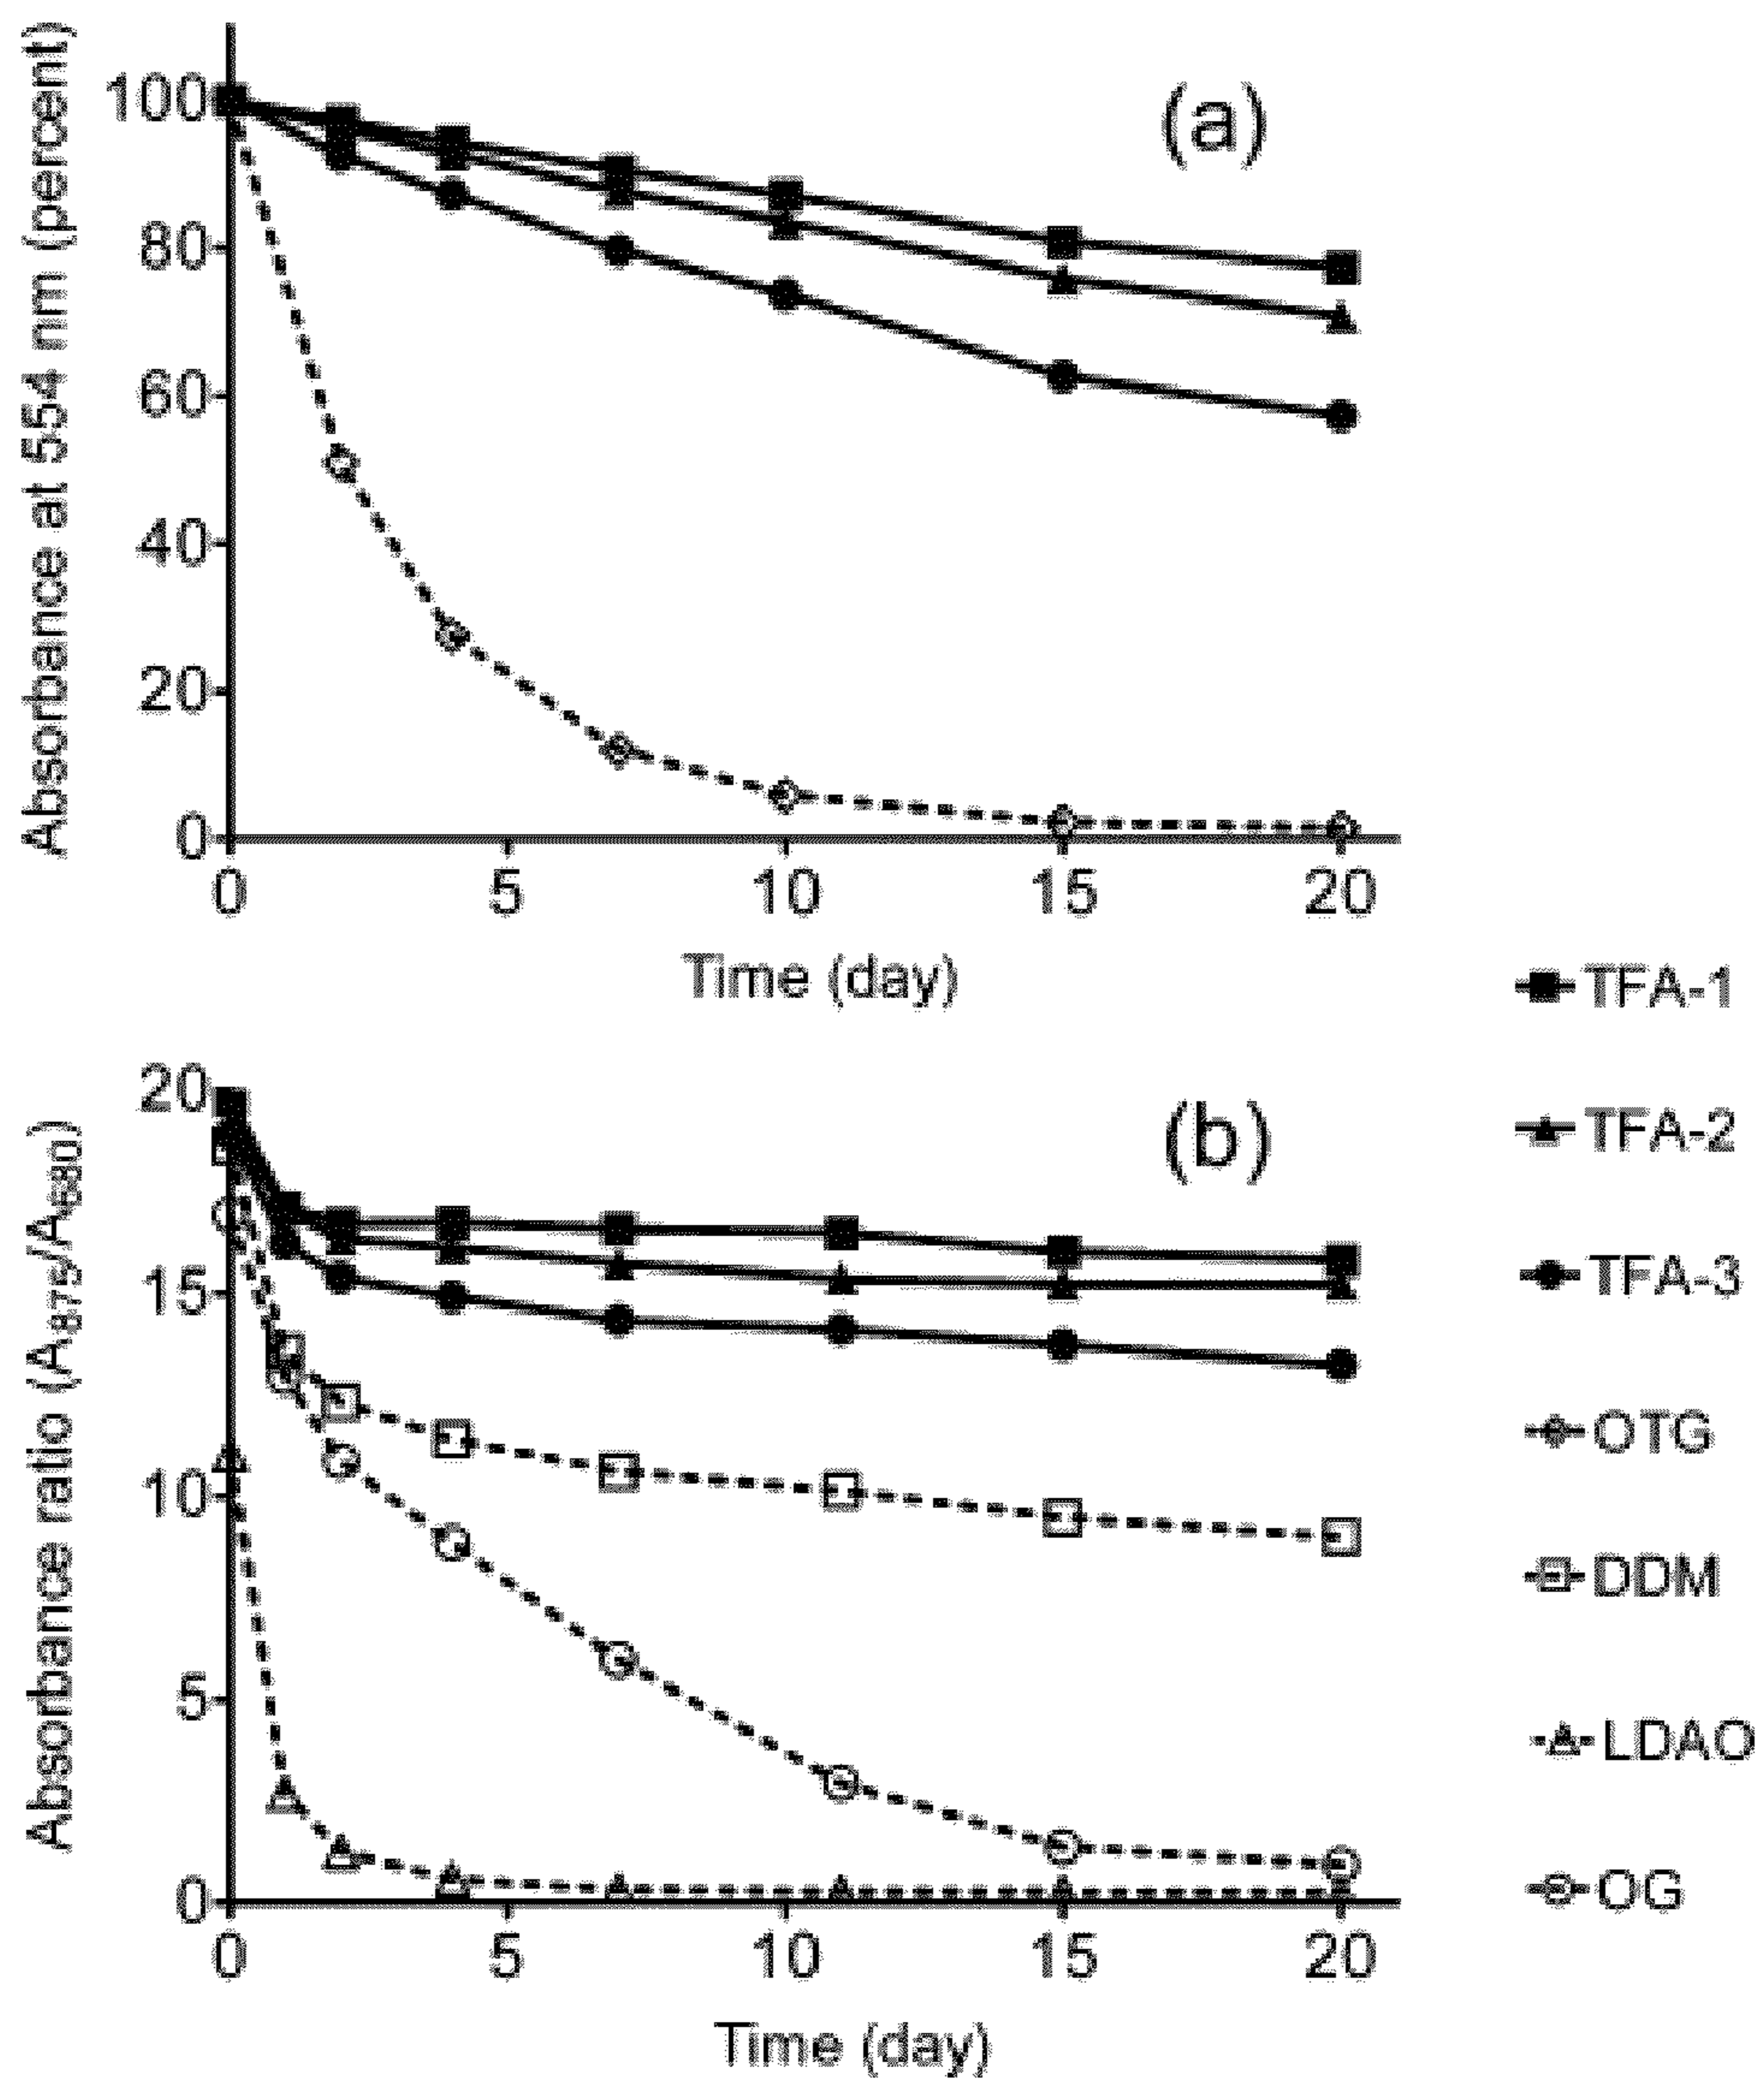 (a)
Absorbance at 554 nm (percent)
100
80
60
40
20
0
0 5 10 15 20
Time (day)
(b)
Absorbance ratio (A875/A680)
20
15
10
5
0
0 5 10 15 20
Time (day)
TFA-1
TFA-2
TFA-3
OTG
DDM
LDAO
OG